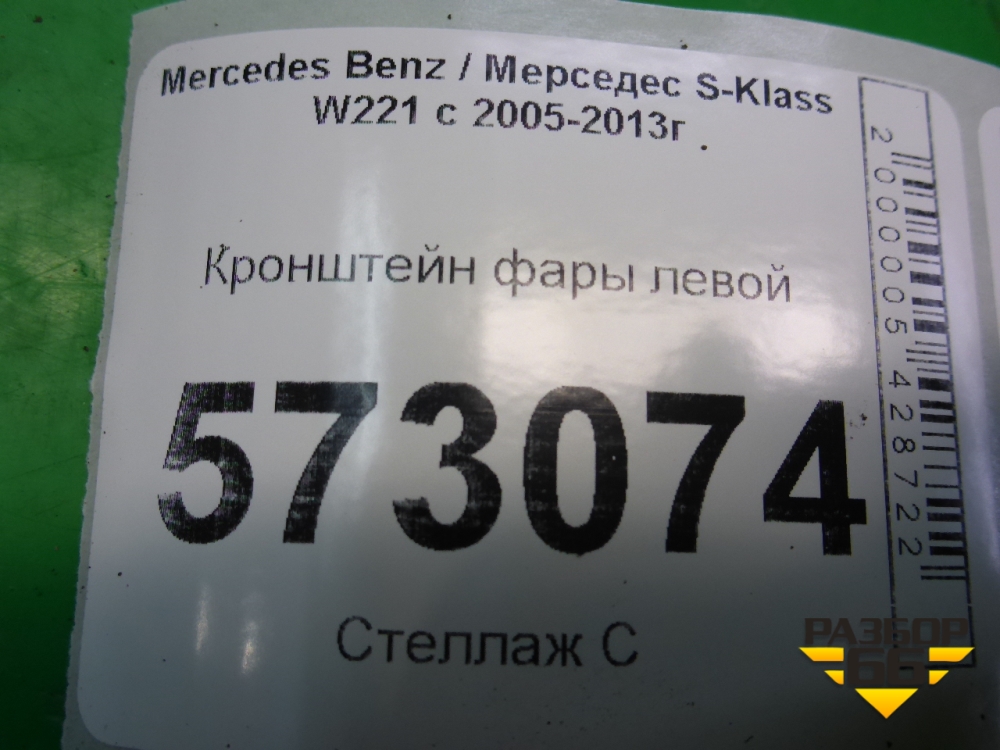 Mercedes Benz / Мерседес S-Klass
W221 с 2005-2013г
Кронштейн фары левой
573074
Стеллаж С
2000005428722
РАЗБОР
66